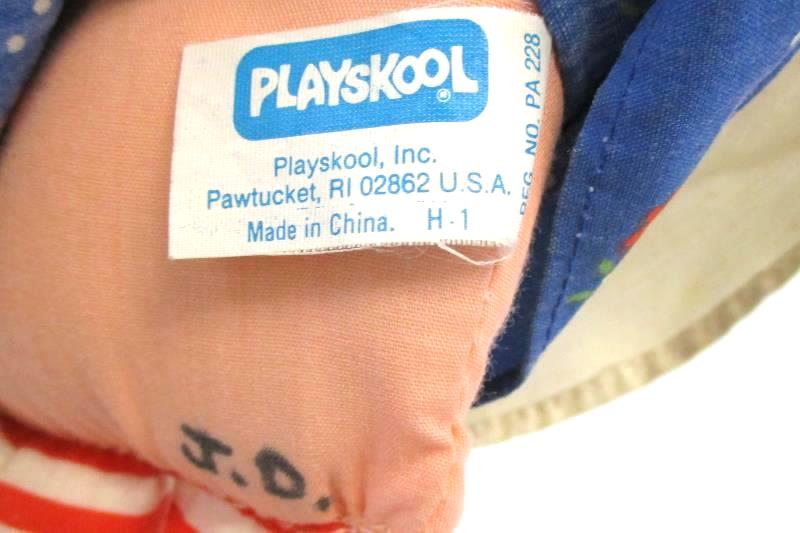 PLAYSKOOL®
Playskool, Inc.
Pawtucket, RI 02862 U.S.A.
Made in China. H-1
REG. NO. PA 228
J.D.